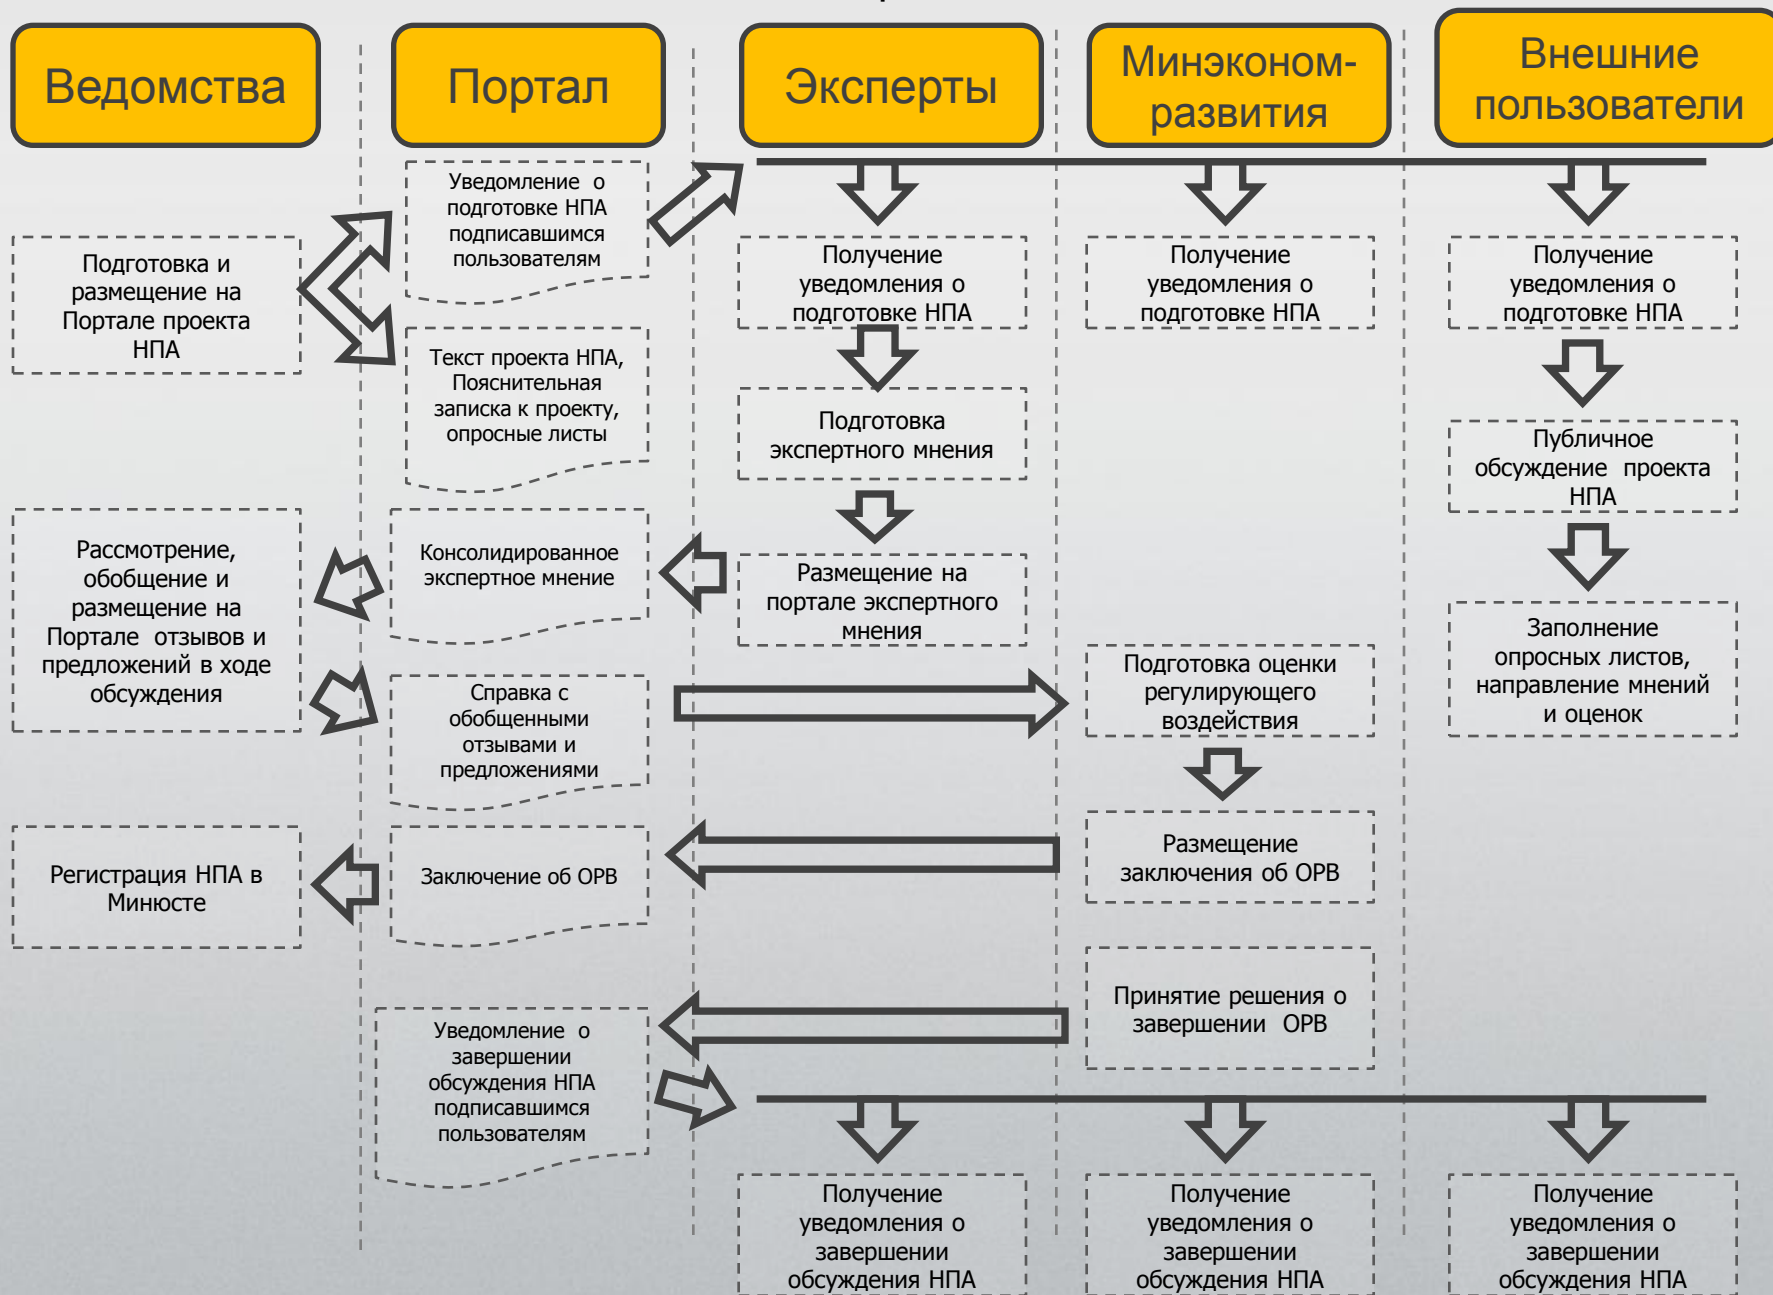 Ведомства
Портал
Эксперты
Минэконом-
развития
Внешние
пользователи
Подготовка и
размещение на
Портале проекта
НПА
Уведомление о
подготовке НПА
подписавшимся
пользователям
Текст проекта НПА,
Пояснительная
записка к проекту,
опросные листы
Получение
уведомления о
подготовке НПА
Получение
уведомления о
подготовке НПА
Получение
уведомления о
подготовке НПА
Подготовка
экспертного мнения
Публичное
обсуждение проекта
НПА
Рассмотрение,
обобщение и
размещение на
Портале отзывов и
предложений в ходе
обсуждения
Консолидированное
экспертное мнение
Размещение на
портале экспертного
мнения
Заполнение
опросных листов,
направление мнений
и оценок
Справка с
обобщенными
отзывами и
предложениями
Подготовка оценки
регулирующего
воздействия
Регистрация НПА в
Минюсте
Заключение об ОРВ
Размещение
заключения об ОРВ
Принятие решения о
завершении ОРВ
Уведомление о
завершении
обсуждения НПА
подписавшимся
пользователям
Получение
уведомления о
завершении
обсуждения НПА
Получение
уведомления о
завершении
обсуждения НПА
Получение
уведомления о
завершении
обсуждения НПА